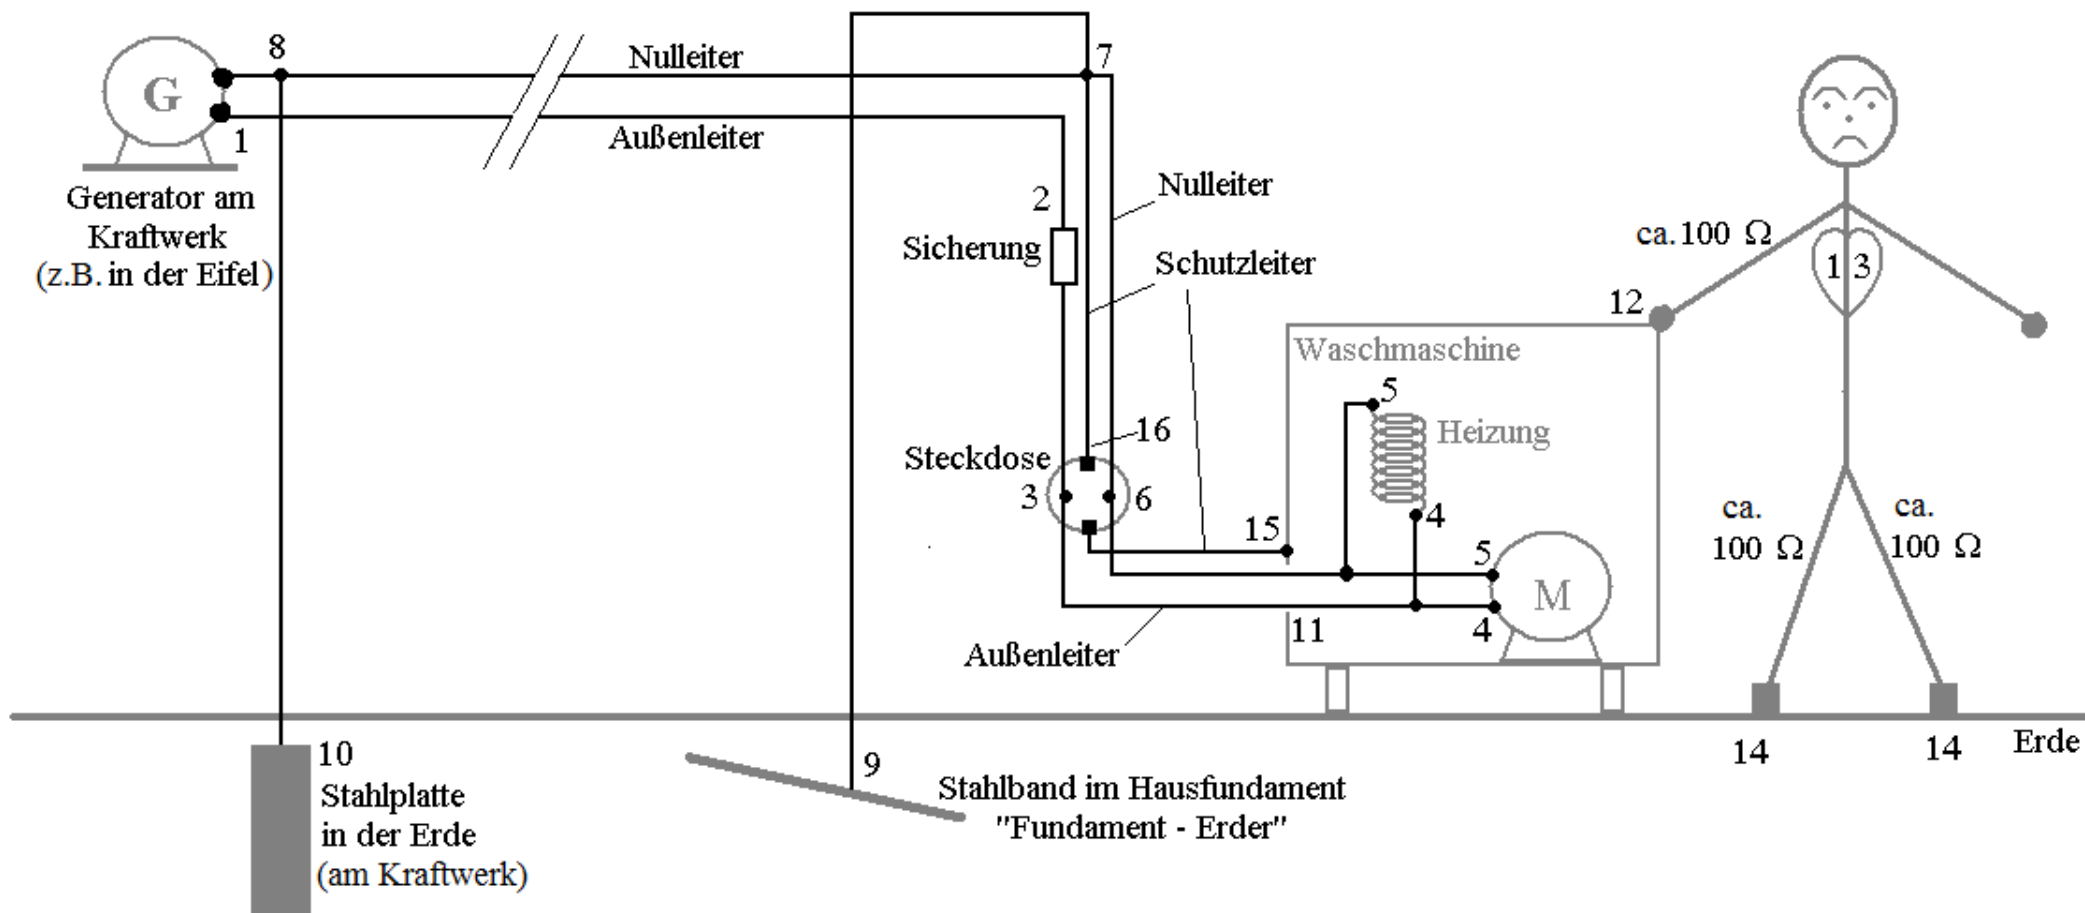 8
Nulleiter
7
G
1
Außenleiter
Generator am
Kraftwerk
(z.B. in der Eifel)
2
Sicherung
Nulleiter
Schutzleiter
ca. 100 Ω
13
12
Waschmaschine
5
Heizung
16
Steckdose
3
6
4
15
5
M
4
11
Außenleiter
ca.
100 Ω
ca.
100 Ω
14
14
Erde
10
Stahlplatte
in der Erde
(am Kraftwerk)
9
Stahlband im Hausfundament
"Fundament - Erder"